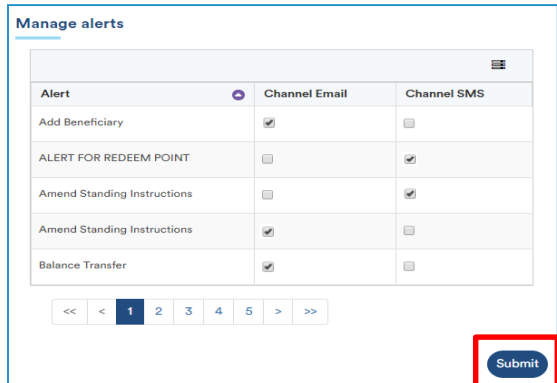 Manage alerts
Alert Channel Email Channel SMS
Add Beneficiary
ALERT FOR REDEEM POINT
Amend Standing Instructions
Amend Standing Instructions
Balance Transfer
<< < 1 2 3 4 5 > >>
Submit